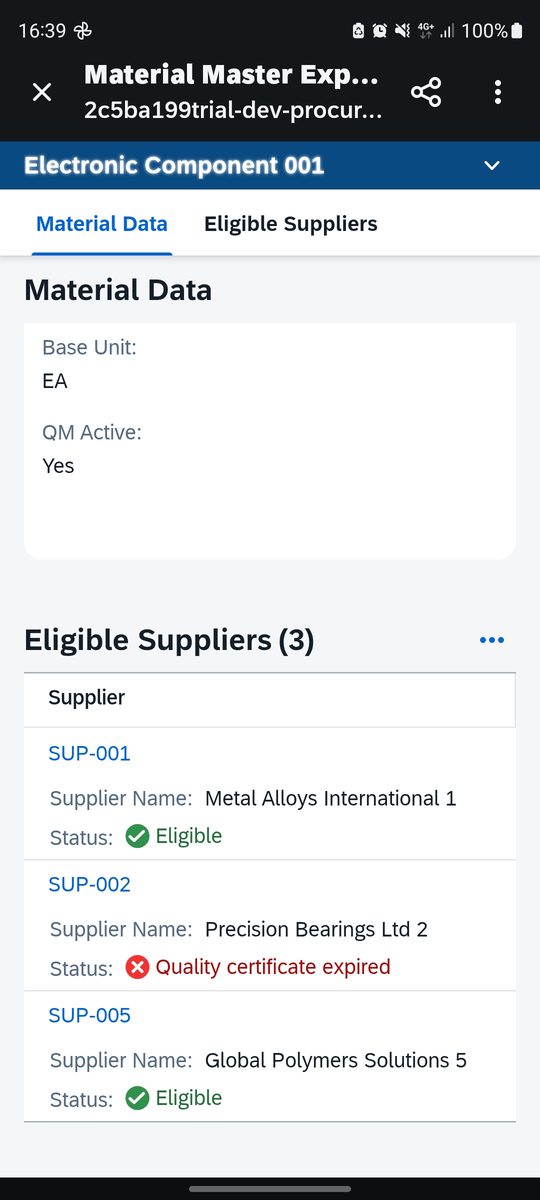 16:39
4G+
100%
Material Master Exp...
2c5ba199trial-dev-procur...
Electronic Component 001
Material Data
Eligible Suppliers
Material Data
Base Unit:
EA
QM Active:
Yes
Eligible Suppliers (3)
Supplier
SUP-001
Supplier Name: Metal Alloys International 1
Status: Eligible
SUP-002
Supplier Name: Precision Bearings Ltd 2
Status: Quality certificate expired
SUP-005
Supplier Name: Global Polymers Solutions 5
Status: Eligible